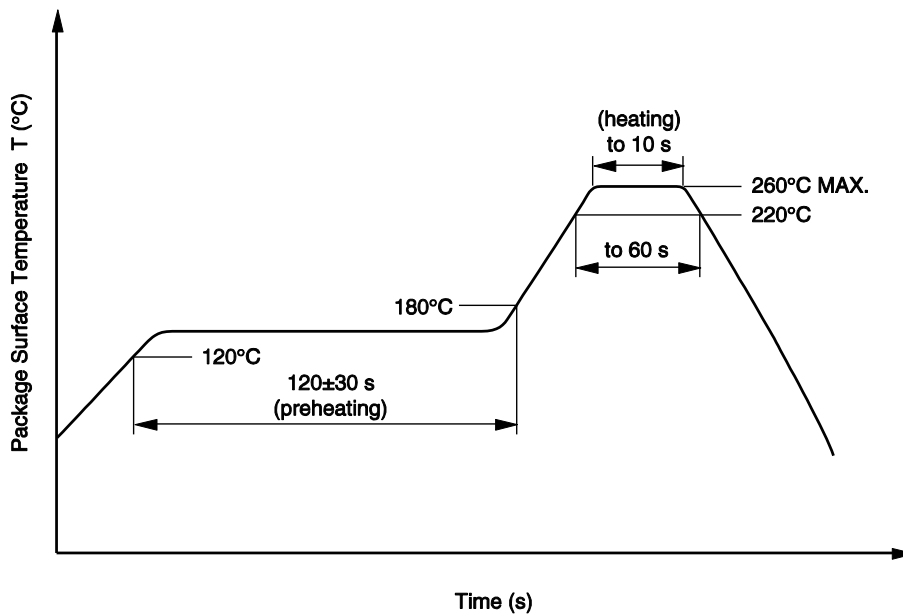 Package Surface Temperature T (°C)
(heating)
to 10 s
260°C MAX.
220°C
to 60 s
180°C
120°C
120±30 s
(preheating)
Time (s)